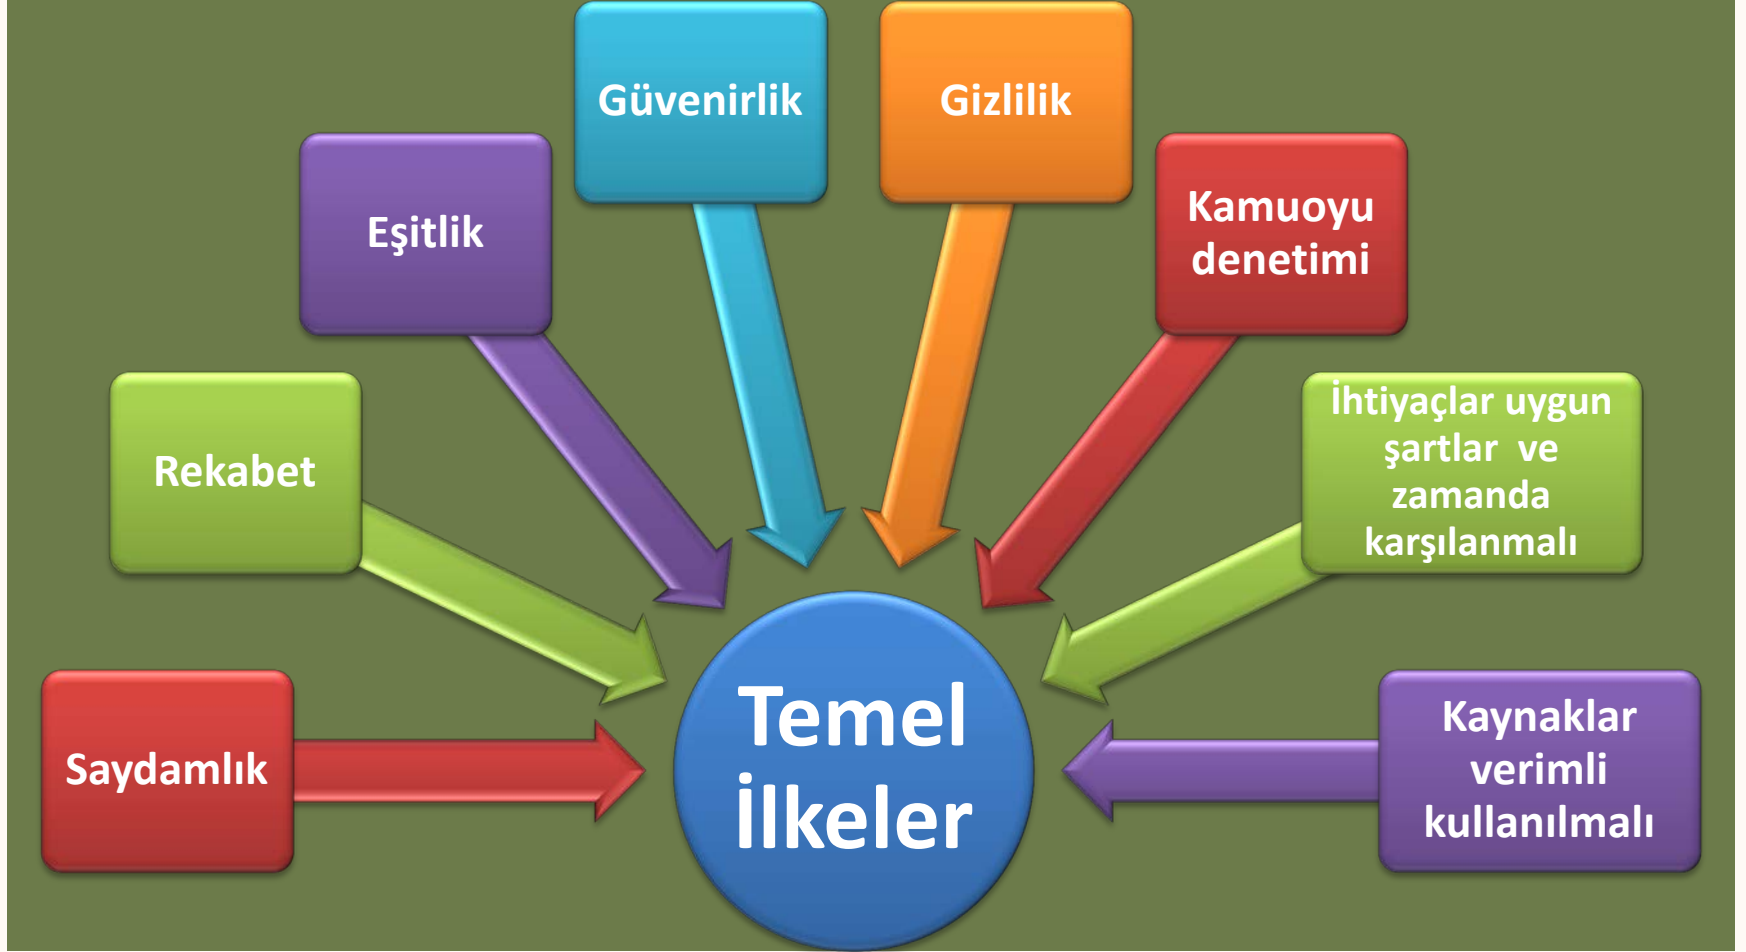 Güvenirlik
Gizlilik
Eşitlik
Kamuoyu
denetimi
Rekabet
İhtiyaçlar uygun
şartlar ve
zamanda
karşılanmalı
Saydamlık
Temel
İlkeler
Kaynaklar
verimli
kullanılmalı